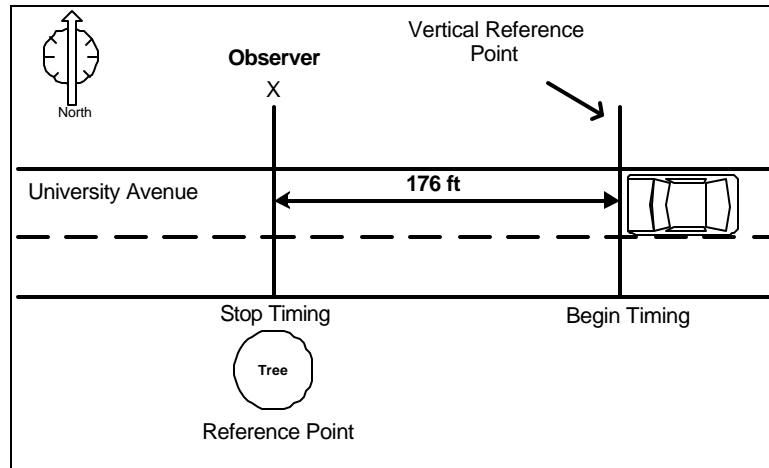 Vertical Reference
Point
Observer
X
North
University Avenue
176 ft
Stop Timing
Begin Timing
Tree
Reference Point